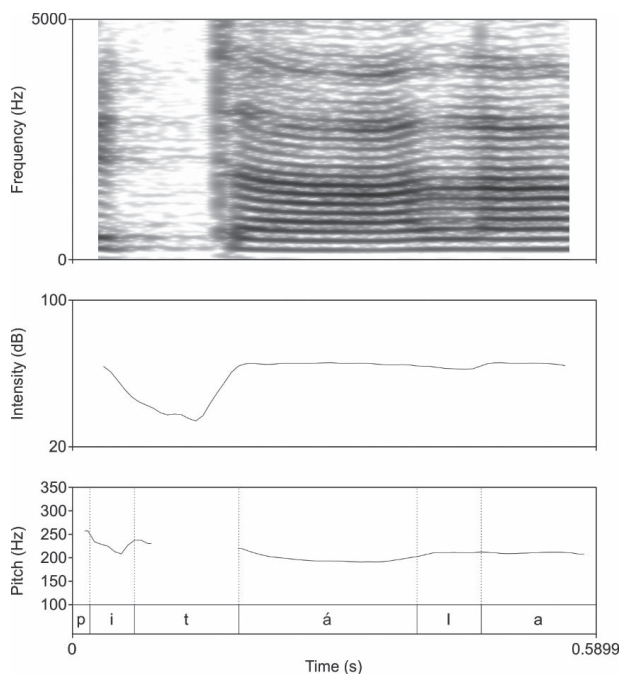 5000
Frequency (Hz)
0
100
Intensity (dB)
20
350
300
250
200
150
100
Pitch (Hz)
p i t á l a
0 0.5899
Time (s)